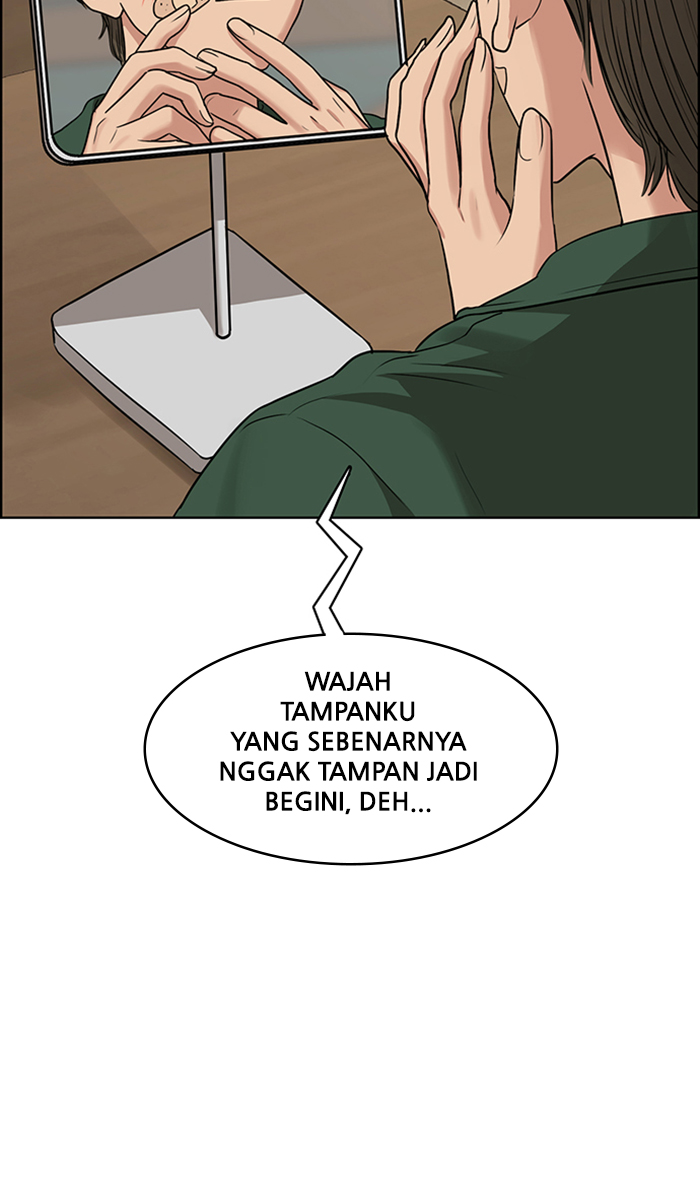 WAJAH
TAMPANKU
YANG SEBENARNYA
NGGAK TAMPAN JADI
BEGINI, DEH...